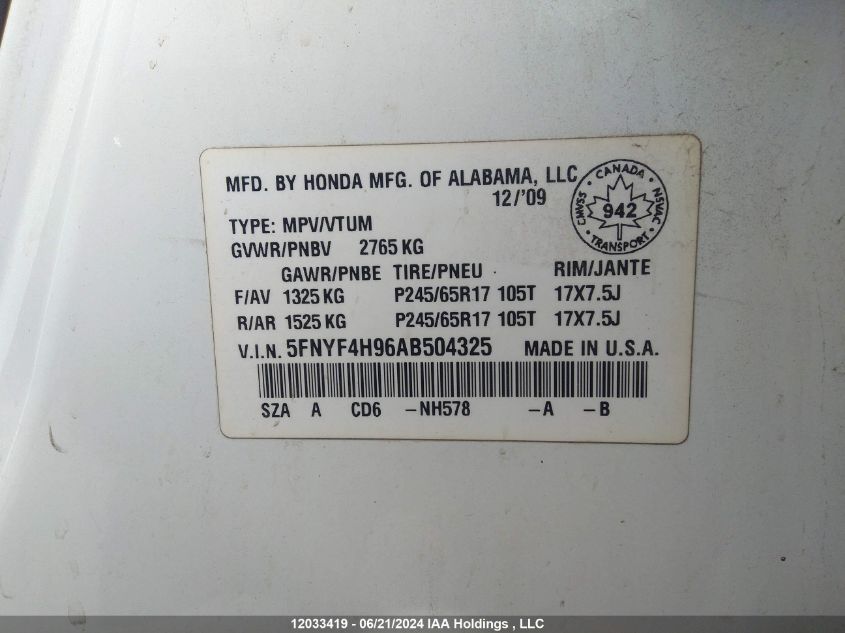 MFD. BY HONDA MFG. OF ALABAMA, LLC
12/'09
CANADA
CMVSS 942 NSVAC
TRANSPORT
TYPE: MPV/VTUM
GVWR/PNBV 2765 KG
GAWR/PNBE TIRE/PNEU RIM/JANTE
F/AV 1325 KG P245/65R17 105T 17X7.5J
R/AR 1525 KG P245/65R17 105T 17X7.5J
V.I.N. 5FNYF4H96AB504325 MADE IN U.S.A.
SZA A CD6 -NH578 -A -B
12033419 - 06/21/2024 IAA Holdings , LLC